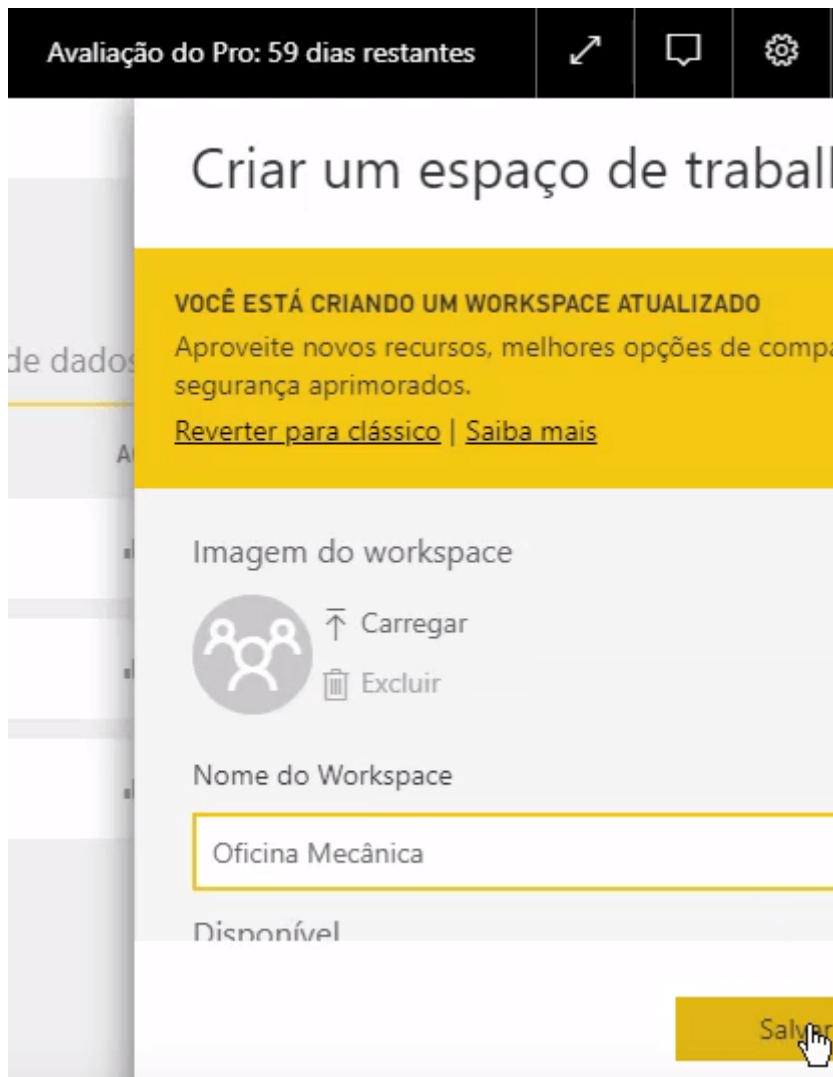 Avaliação do Pro: 59 dias restantes
Criar um espaço de
VOCÊ ESTÁ CRIANDO UM WORKSPACE ATUALIZADO
de dados
Aproveite novos recursos, melhores opções de
segurança aprimorados.
Reverter para clássico | Saiba mais
Imagem do workspace
Carregar
Excluir
Nome do Workspace
Oficina Mecânica
Disponível
Salvar